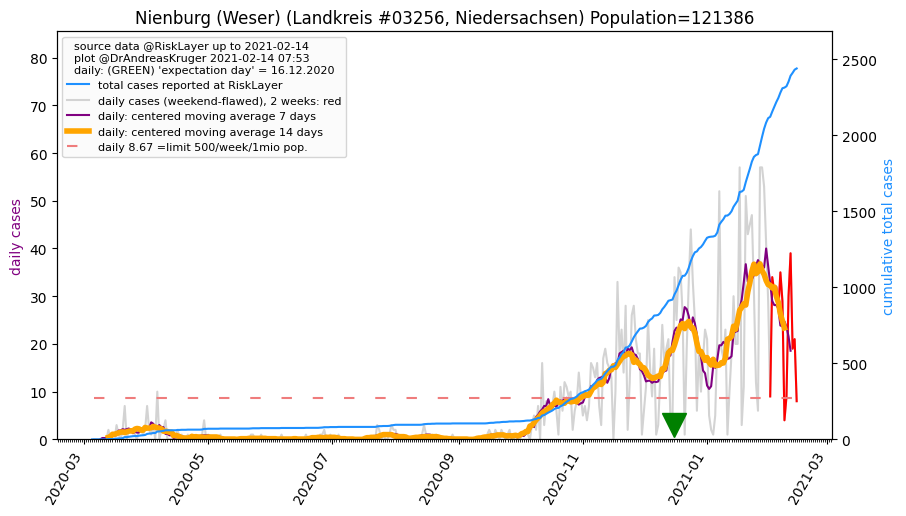 Nienburg (Weser) (Landkreis #03256, Niedersachsen) Population=121386
source data @RiskLayer up to 2021-02-14
plot @DrAndreasKruger 2021-02-14 07:53
daily: (GREEN) 'expectation day' = 16.12.2020
total cases reported at RiskLayer
daily cases (weekend-flawed), 2 weeks: red
daily: centered moving average 7 days
daily: centered moving average 14 days
daily 8.67 =limit 500/week/1mio pop.
daily cases
80
70
60
50
40
30
20
10
0
cumulative total cases
2500
2000
1500
1000
500
0
2020-03
2020-05
2020-07
2020-09
2020-11
2021-01
2021-03